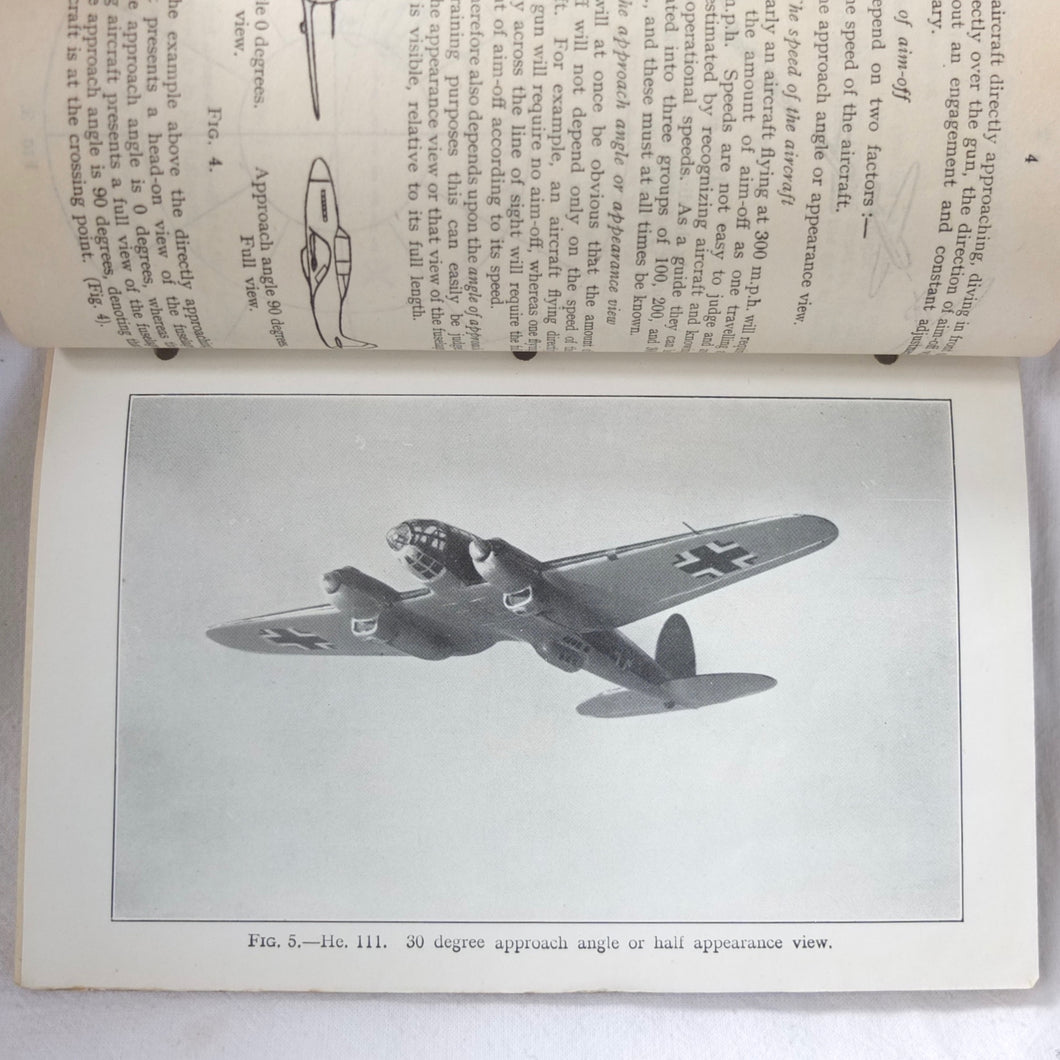 4
aircraft directly approaching, diving in
ectly over the gun, the direction of aim-off
out an engagement and constant
ary.
of aim-off
epend on two factors :—
he speed of the aircraft.
he approach angle or appearance view.
he speed of the aircraft
arly an aircraft flying at 300 m.p.h. will
the amount of aim-off as one travelling
m.p.h. Speeds are not easy to judge and
estimated by recognizing aircraft and
operational speeds. As a guide they can
ated into three groups of 100, 200, and
, and these must at all times be known.
he approach angle or appearance view
will at once be obvious that the amount
ff will not depend only on the speed of
ft. For example, an aircraft flying
gun will require no aim-off, whereas one
y across the line of sight will require the
nt of aim-off according to its speed.
herefore also depends upon the angle of
raining purposes this can easily be
he appearance view or that view of the
is visible, relative to its full length.
le 0 degrees.
view.
Approach angle 90 degrees
Full view.
FIG. 4.
he example above the directly
presents a head-on view of the
e approach angle is 0 degrees, whereas
g aircraft presents a full view of the
e approach angle is 90 degrees, denoting
craft is at the crossing point. (Fig. 4).
FIG. 5.—He. 111. 30 degree approach angle or half appearance view.